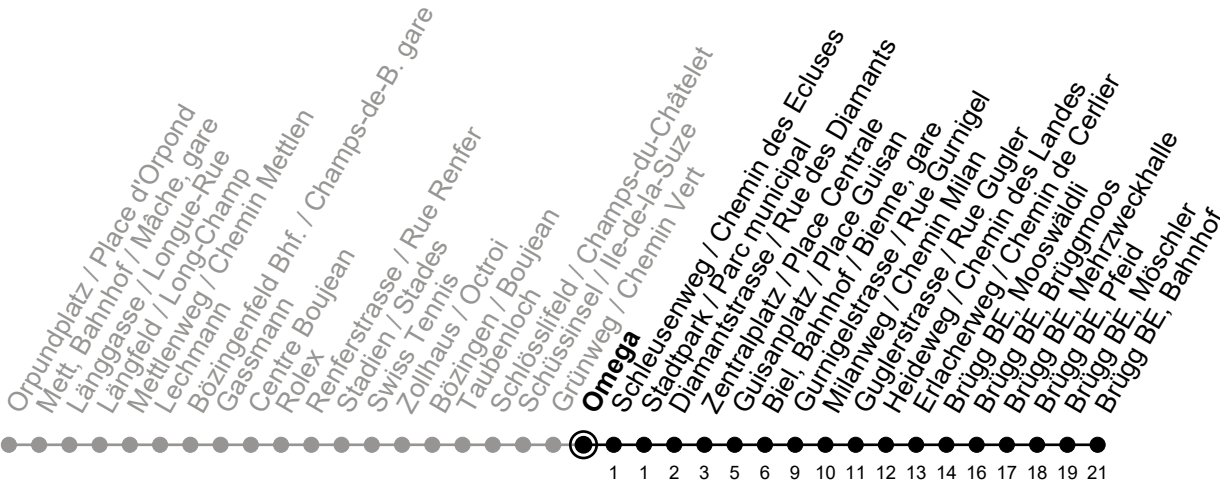 Orpundplatz / Place d'Orpond
Mett, Bahnhof / Mâche, gare
Länggasse / Longue-Rue
Längfeld / Long-Champ
Mettlenweg / Chemin Mettlen
Lechmann
Bözingenfeld Bhf. / Champs-de-B. gare
Gassmann
Centre Boujean
Rolex
Renferstrasse / Rue Renfer
Stadien / Stades
Swiss Tennis
Zollhaus / Octroi
Bözingen / Boujean
Taubenloch
Schlösslifeld / Champs-du-Châtelet
Schüssinsel / Ile-de-la-Suze
Grünweg / Chemin Vert
Omega
Schleusenweg / Chemin des Ecluses
Stadtpark / Parc municipal
Diamantstrasse / Rue des Diamants
Zentralplatz / Place Centrale
Guisanplatz / Place Guisan
Biel, Bahnhof / Bienne, gare
Gurnigelstrasse / Rue Gurnigel
Milanweg / Chemin Milan
Guglerstrasse / Rue Gugler
Heideweg / Chemin des Landes
Erlacherweg / Chemin de Cerlier
Brügg BE, Mooswäldli
Brügg BE, Brüggmoos
Brügg BE, Mehrzweckhalle
Brügg BE, Pfeid
Brügg BE, Möschler
Brügg BE, Bahnhof
1 1 2 3 5 6 9 10 11 12 13 14 16 17 18 19 21